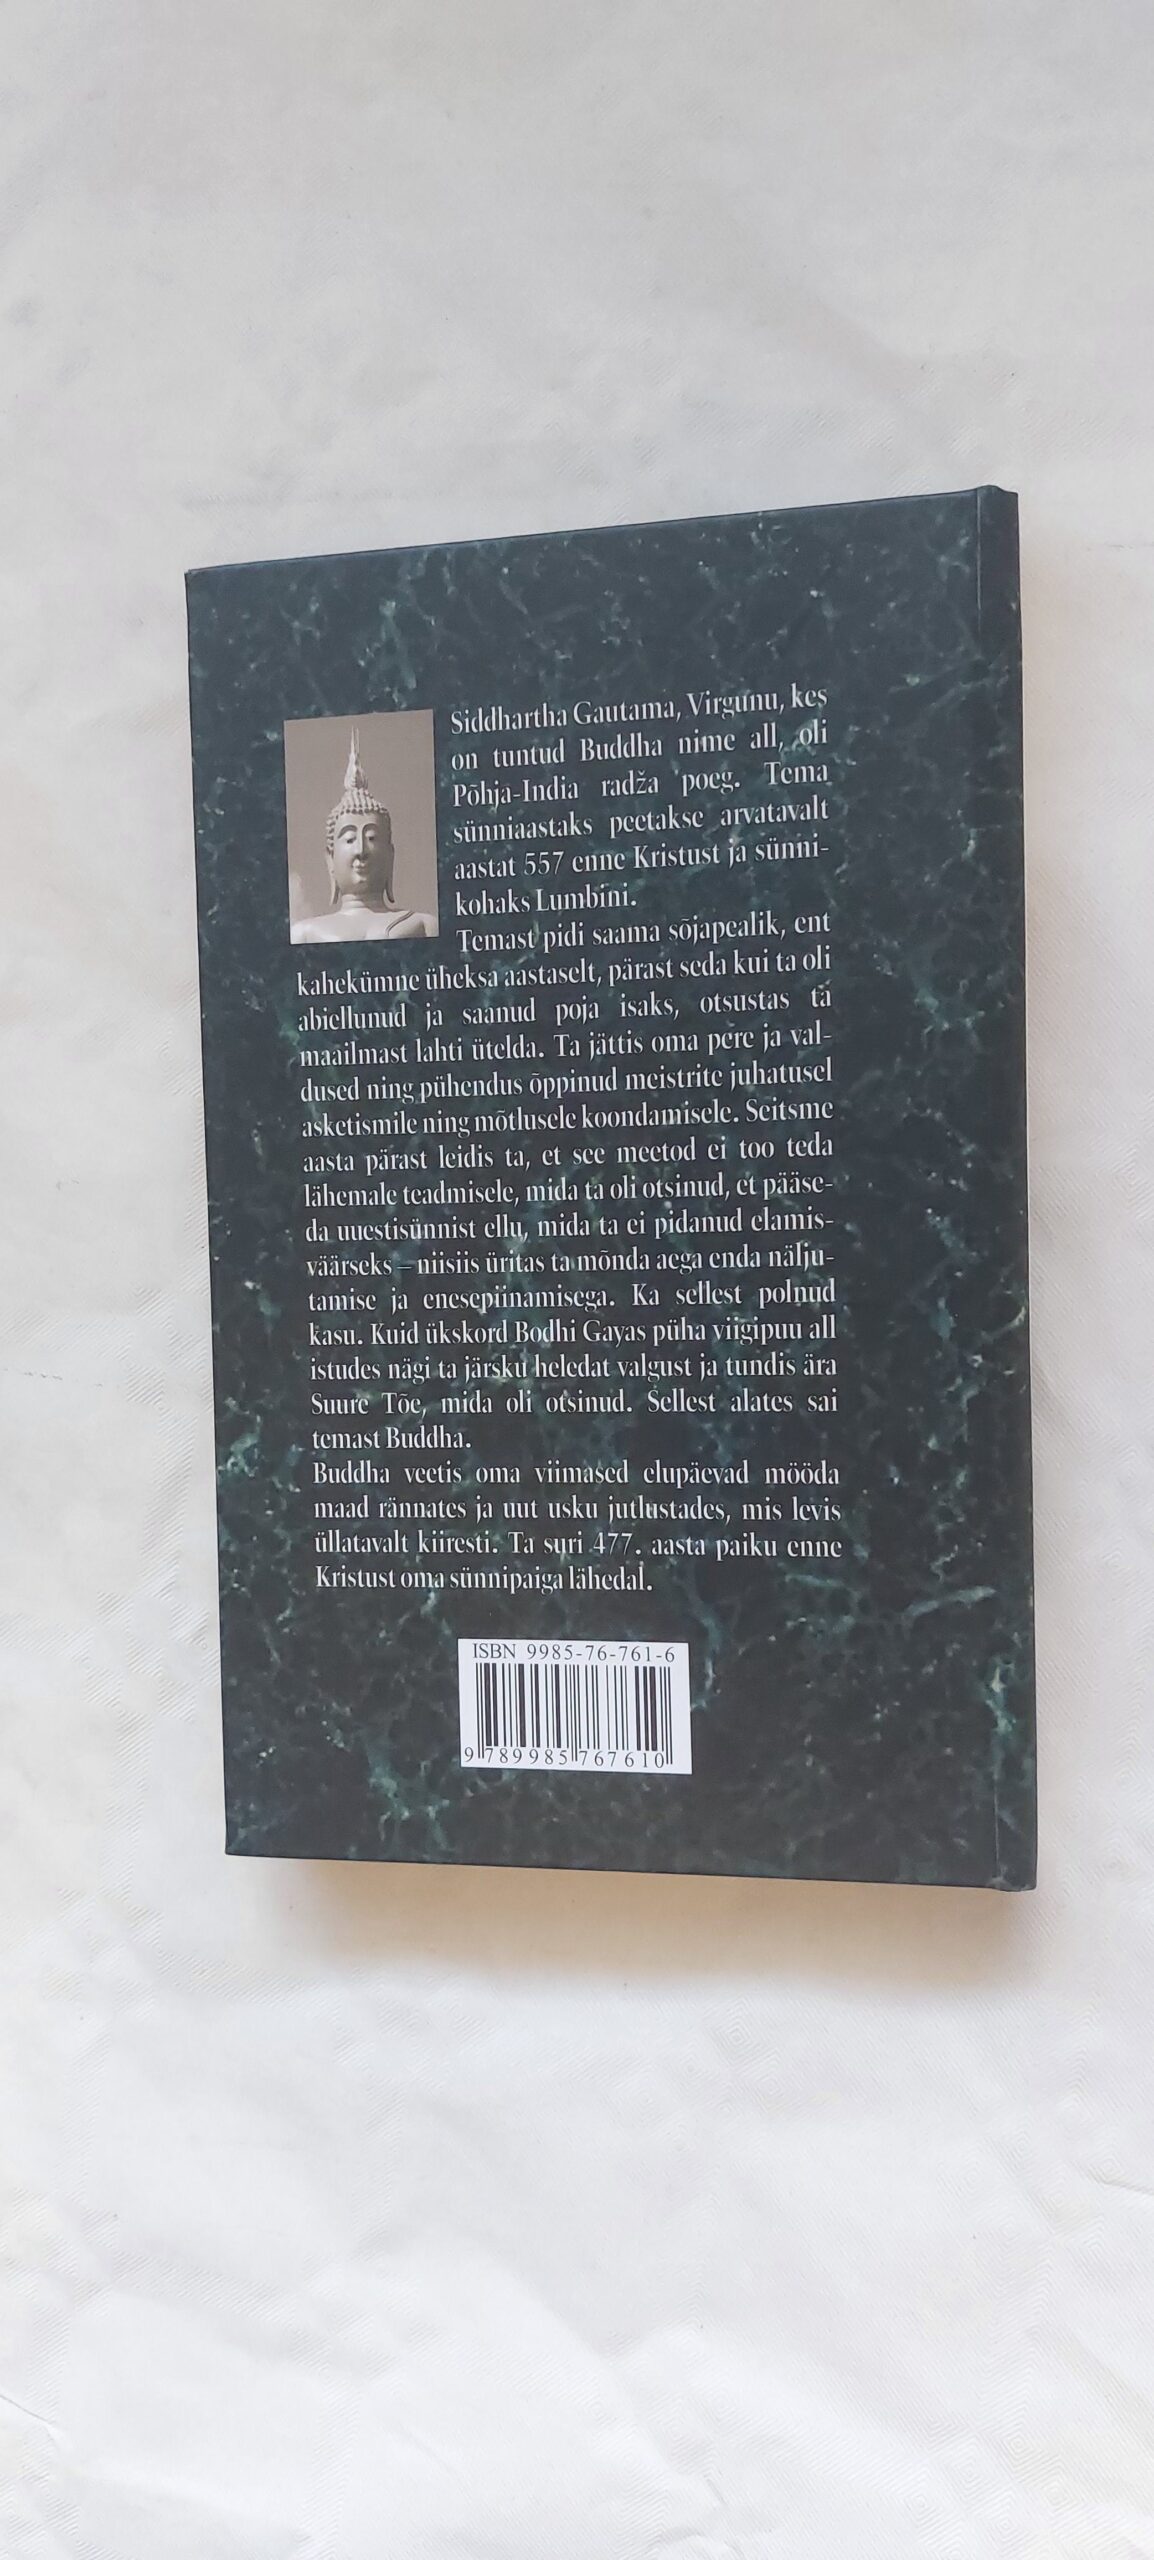 Siddhartha Gautama, Virgunu, kes
on tuntud Buddha nime all, oli
Põhja-India radža poeg. Tema
sünniaastaks peetakse arvatavalt
aastat 557 enne Kristust ja sünni-
kohaks Lumbini.
Temast pidi saama sõjapealik, ent
kahekümne üheksa aastaselt, pärast seda kui ta oli
abiellunud ja saanud poja isaks, otsustas ta
maailmast lahti ütelda. Ta jättis oma pere ja val-
dused ning pühendus õppinud meistrite juhatusel
asketismile ning mõtlusele koondamisele. Seitsme
aasta pärast leidis ta, et see meetod ei too teda
lähemale teadmisele, mida ta oli otsinud, et pääse-
da uuestisünnist ellu, mida ta ei pidanud elamis-
väärseks – niisiis üritas ta mõnda aega enda nälju-
tamise ja enesepiinamisega. Ka sellest polnud
kasu. Kuid ükskord Bodhi Gayas püha viigipuu all
istudes nägi ta järsku heledat valgust ja tundis ära
Suure Tõe, mida oli otsinud. Sellest alates sai
temast Buddha.
Buddha veetis oma viimased elupäevad mööda
maad rännates ja uut usku jutlustades, mis levis
üllatavalt kiiresti. Ta suri 477. aasta paiku enne
Kristust oma sünnipaiga lähedal.
ISBN 9985-76-761-6
9 789985 767610